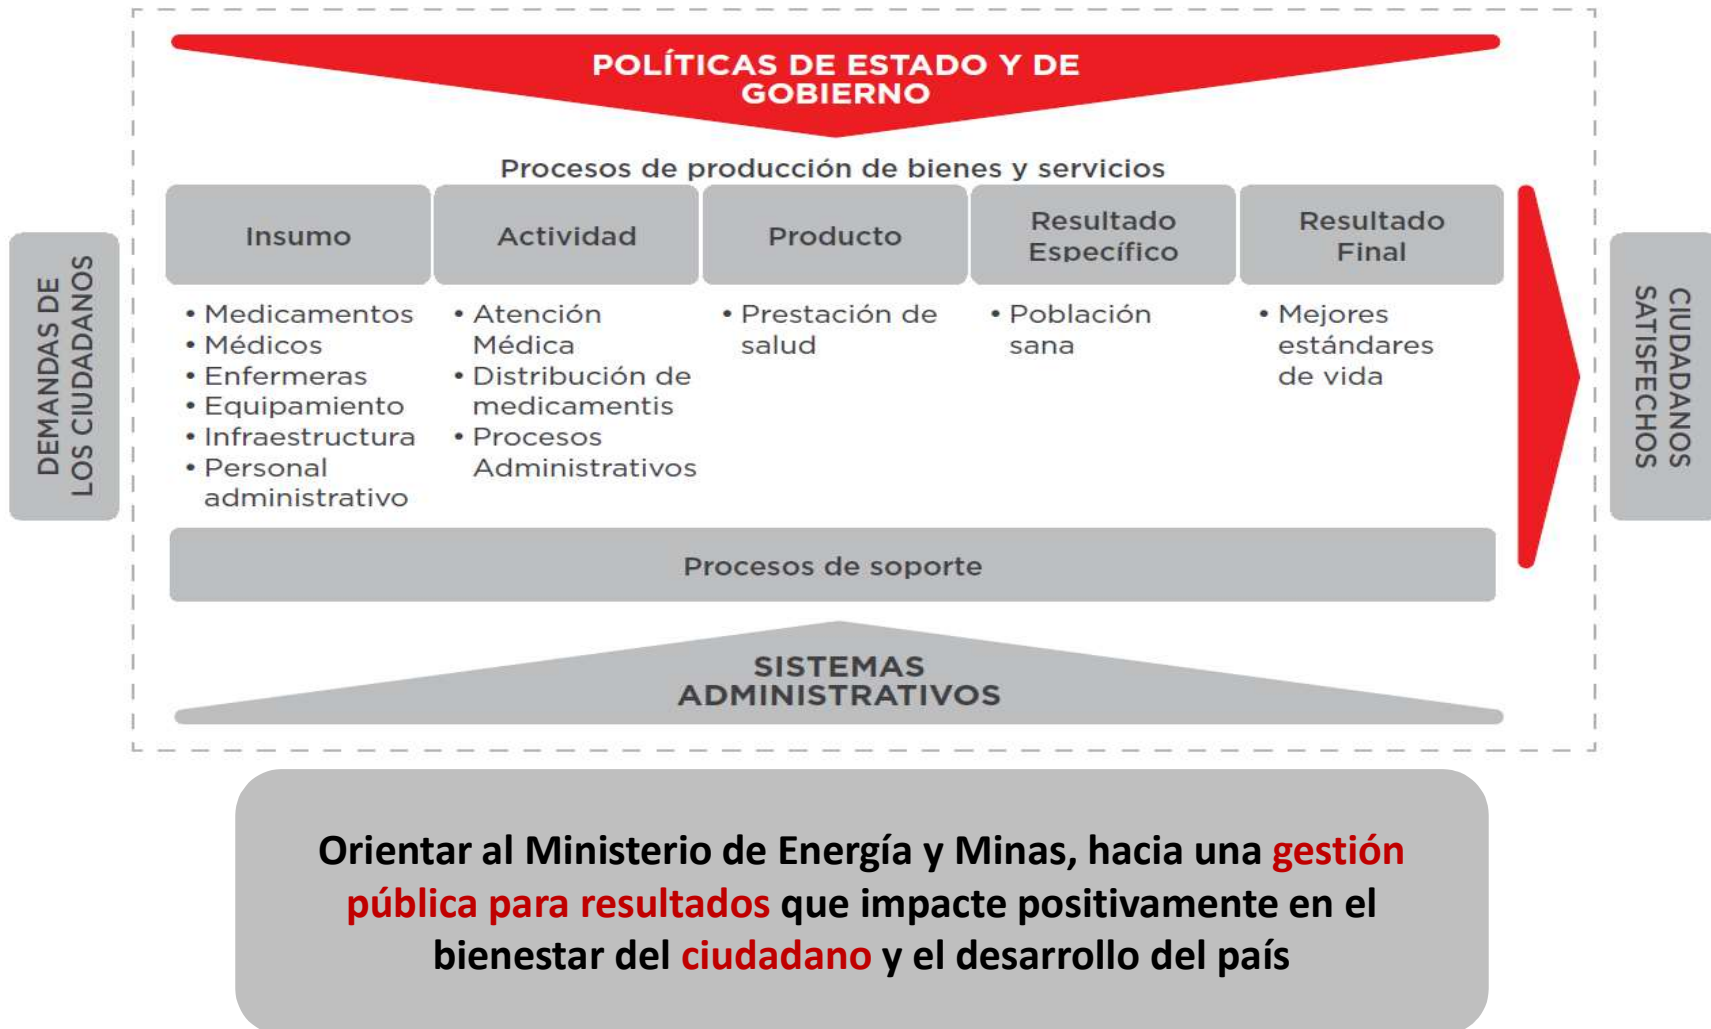 POLÍTICAS DE ESTADO Y DE
GOBIERNO
Procesos de producción de bienes y servicios
DEMANDAS DE
LOS CIUDADANOS
Insumo
• Medicamentos
• Médicos
• Enfermeras
• Equipamiento
• Infraestructura
• Personal
administrativo
Actividad
• Atención
Médica
• Distribución de
medicamentis
• Procesos
Administrativos
Producto
• Prestación de
salud
Resultado
Específico
• Población
sana
Resultado
Final
• Mejores
estándares
de vida
CIUDADANOS
SATISFECHOS
Procesos de soporte
SISTEMAS
ADMINISTRATIVOS
Orientar al Ministerio de Energía y Minas, hacia una gestión
pública para resultados que impacte positivamente en el
bienestar del ciudadano y el desarrollo del país